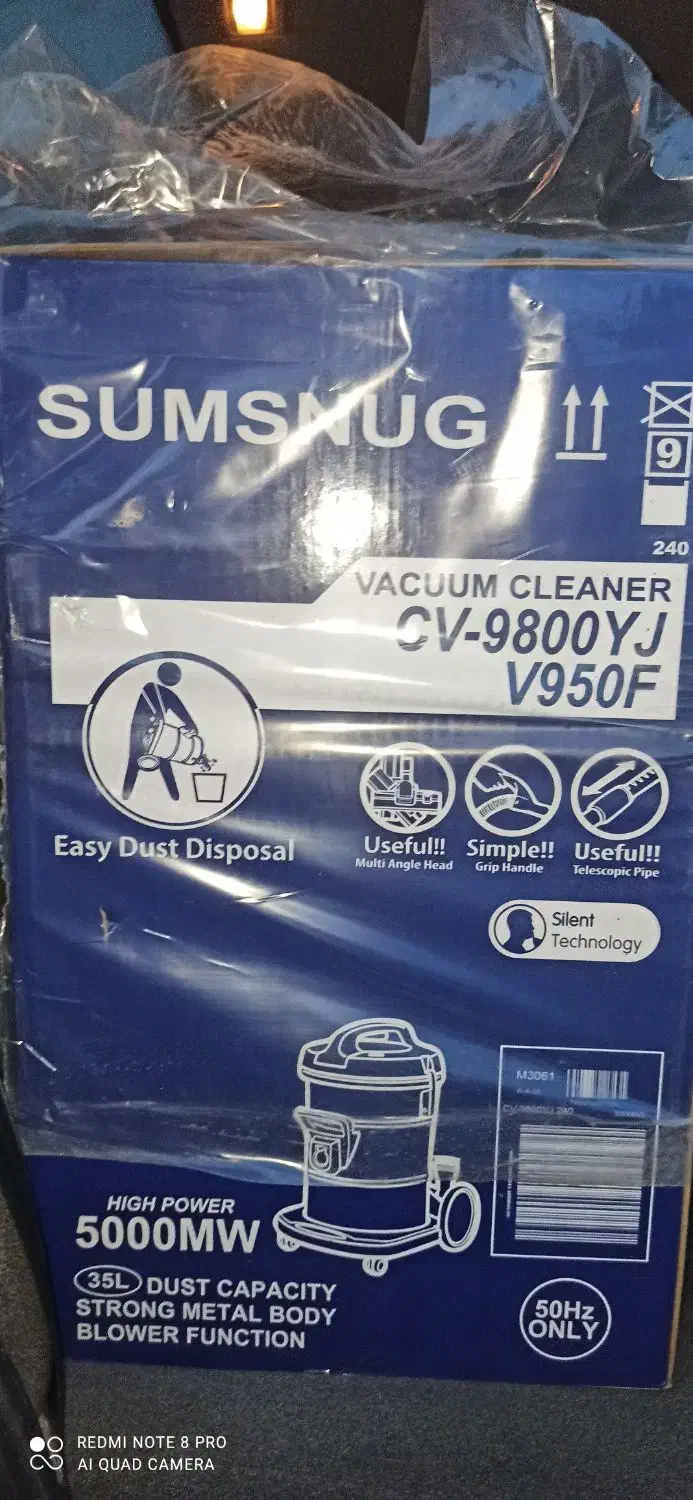 SUMSNUG
9
240
VACUUM CLEANER
CV-9800YJ
V950F
Easy Dust Disposal
Useful!!
Multi Angle Head
Simple!!
Grip Handle
Useful!!
Telescopic Pipe
Silent
Technology
M3061
HIGH POWER
5000MW
35L DUST CAPACITY
STRONG METAL BODY
BLOWER FUNCTION
50Hz
ONLY
REDMI NOTE 8 PRO
AI QUAD CAMERA